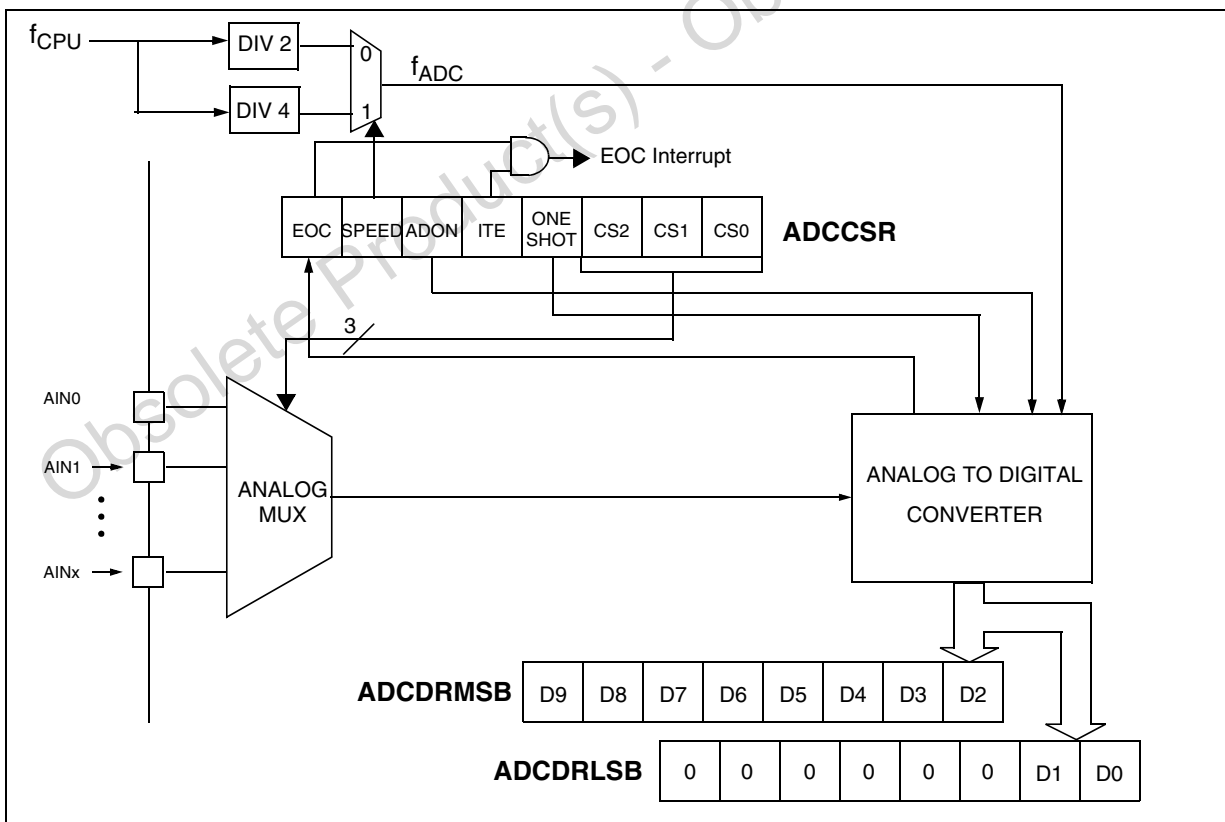 fCPU
DIV 2
0
fADC
DIV 4
1
EOC Interrupt
EOC SPEED ADON ITE ONE SHOT CS2 CS1 CS0 ADCCSR
3
AIN0
AIN1
AINx
ANALOG
MUX
ANALOG TO DIGITAL
CONVERTER
ADCDRMSB D9 D8 D7 D6 D5 D4 D3 D2
ADCDRLSB 0 0 0 0 0 0 D1 D0
Obsolete Product(s) - Ob